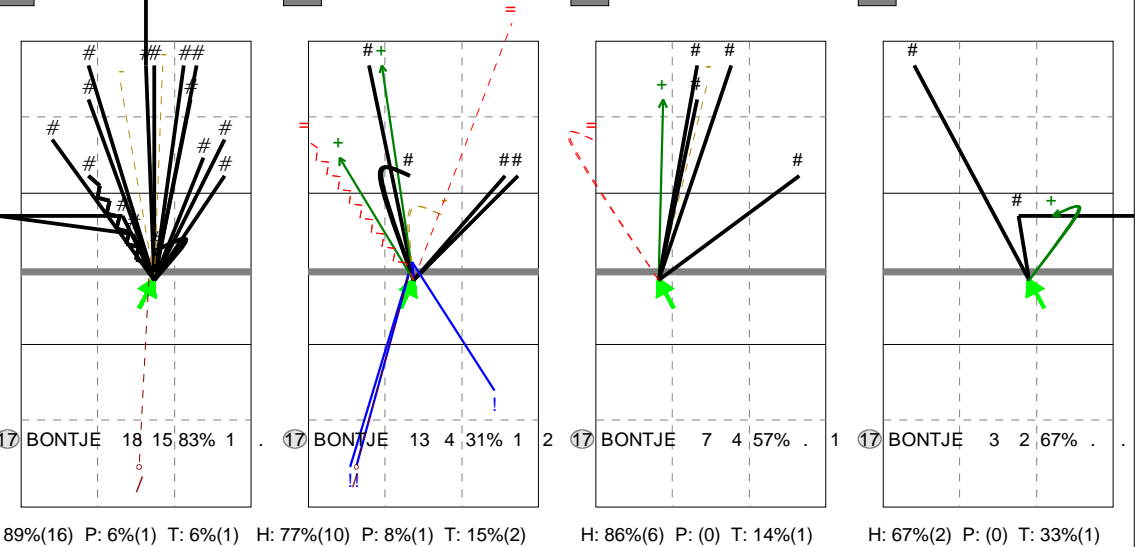 17 BONTJE 18 15 83% 1 .
17 BONTJE 13 4 31% 1 2
17 BONTJE 7 4 57% . 1
17 BONTJE 3 2 67% . .
89%(16) P: 6%(1) T: 6%(1)
H: 77%(10) P: 8%(1) T: 15%(2)
H: 86%(6) P: (0) T: 14%(1)
H: 67%(2) P: (0) T: 33%(1)